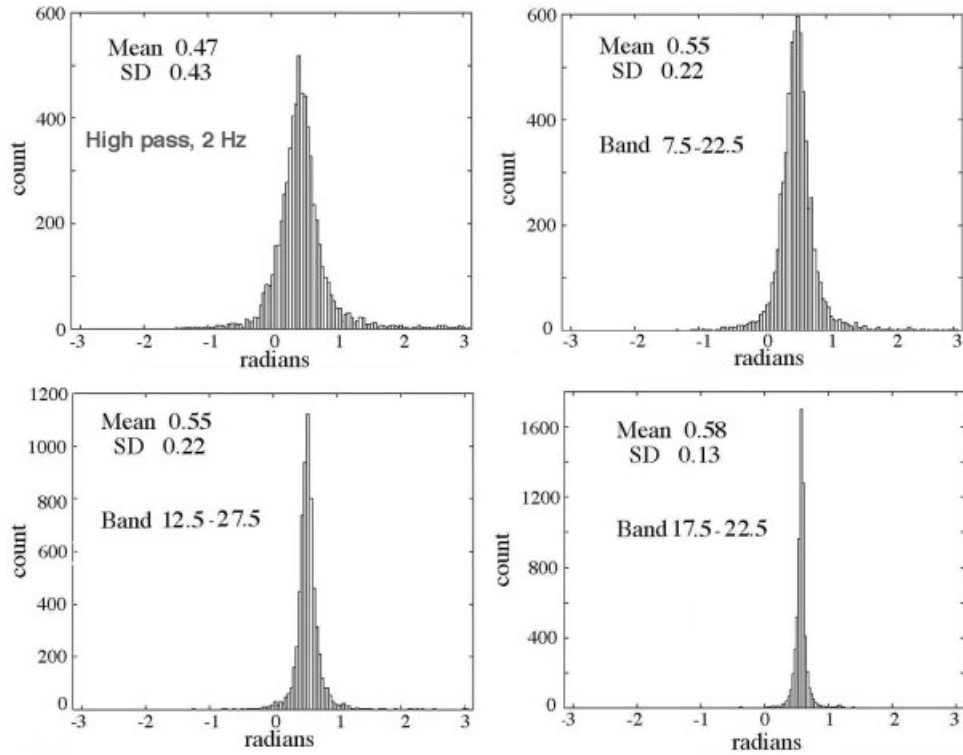 600
400
200
0
count
Mean 0.47
SD 0.43
High pass, 2 Hz
-3 -2 -1 0 1 2 3
radians
600
400
200
0
count
Mean 0.55
SD 0.22
Band 7.5-22.5
-3 -2 -1 0 1 2 3
radians
1200
1000
800
600
400
200
0
count
Mean 0.55
SD 0.22
Band 12.5-27.5
-3 -2 -1 0 1 2 3
radians
1600
1200
800
400
0
count
Mean 0.58
SD 0.13
Band 17.5-22.5
-3 -2 -1 0 1 2 3
radians